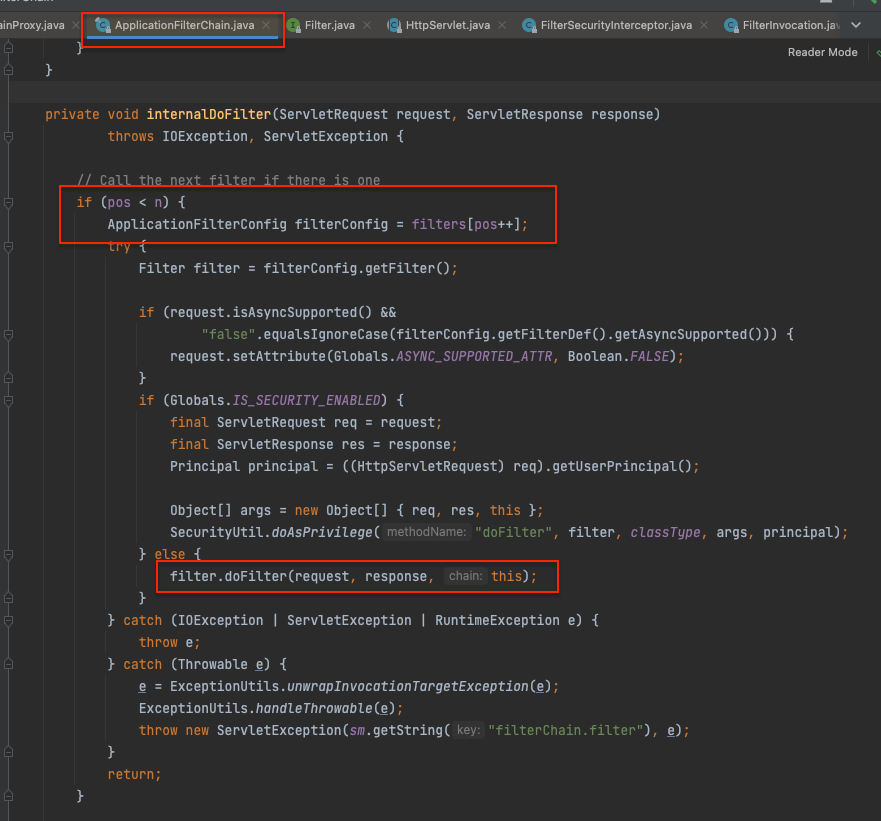 ainProxy.java ApplicationFilterChain.java Filter.java HttpServlet.java FilterSecurityInterceptor.java FilterInvocation.jav
Reader Mode
}
}
private void internalDoFilter(ServletRequest request, ServletResponse response)
throws IOException, ServletException {
// Call the next filter if there is one
if (pos < n) {
ApplicationFilterConfig filterConfig = filters[pos++];
try {
Filter filter = filterConfig.getFilter();
if (request.isAsyncSupported() &&
"false".equalsIgnoreCase(filterConfig.getFilterDef().getAsyncSupported())) {
request.setAttribute(Globals.ASYNC_SUPPORTED_ATTR, Boolean.FALSE);
}
if (Globals.IS_SECURITY_ENABLED) {
final ServletRequest req = request;
final ServletResponse res = response;
Principal principal = ((HttpServletRequest) req).getUserPrincipal();
Object[] args = new Object[] { req, res, this };
SecurityUtil.doAsPrivilege( methodName: "doFilter", filter, classType, args, principal);
} else {
filter.doFilter(request, response, chain: this);
}
} catch (IOException | ServletException | RuntimeException e) {
throw e;
} catch (Throwable e) {
e = ExceptionUtils.unwrapInvocationTargetException(e);
ExceptionUtils.handleThrowable(e);
throw new ServletException(sm.getString( key: "filterChain.filter"), e);
}
return;
}